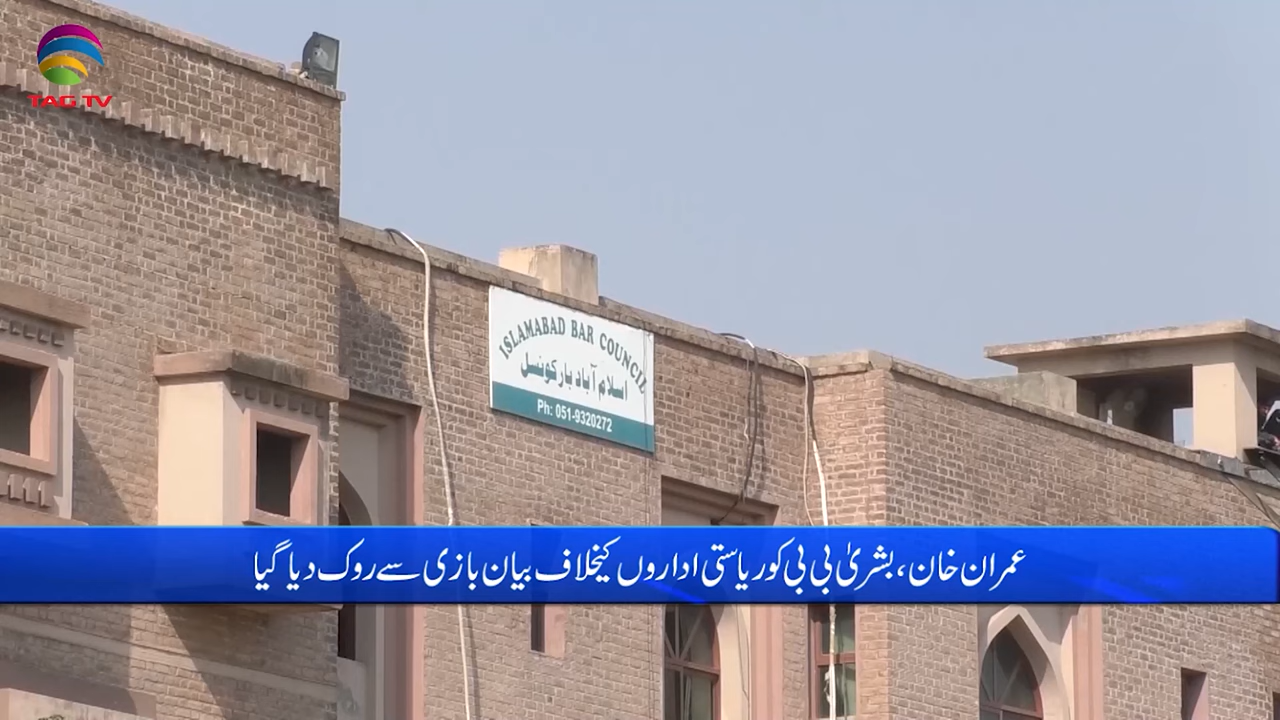 TAG TV
ISLAMABAD BAR COUNCIL
اسلام آباد بار کونسل
Ph: 051-9320272
عمران خان، بشریٰ بی بی کو ریاستی اداروں کیخلاف بیان بازی سے روک دیا گیا